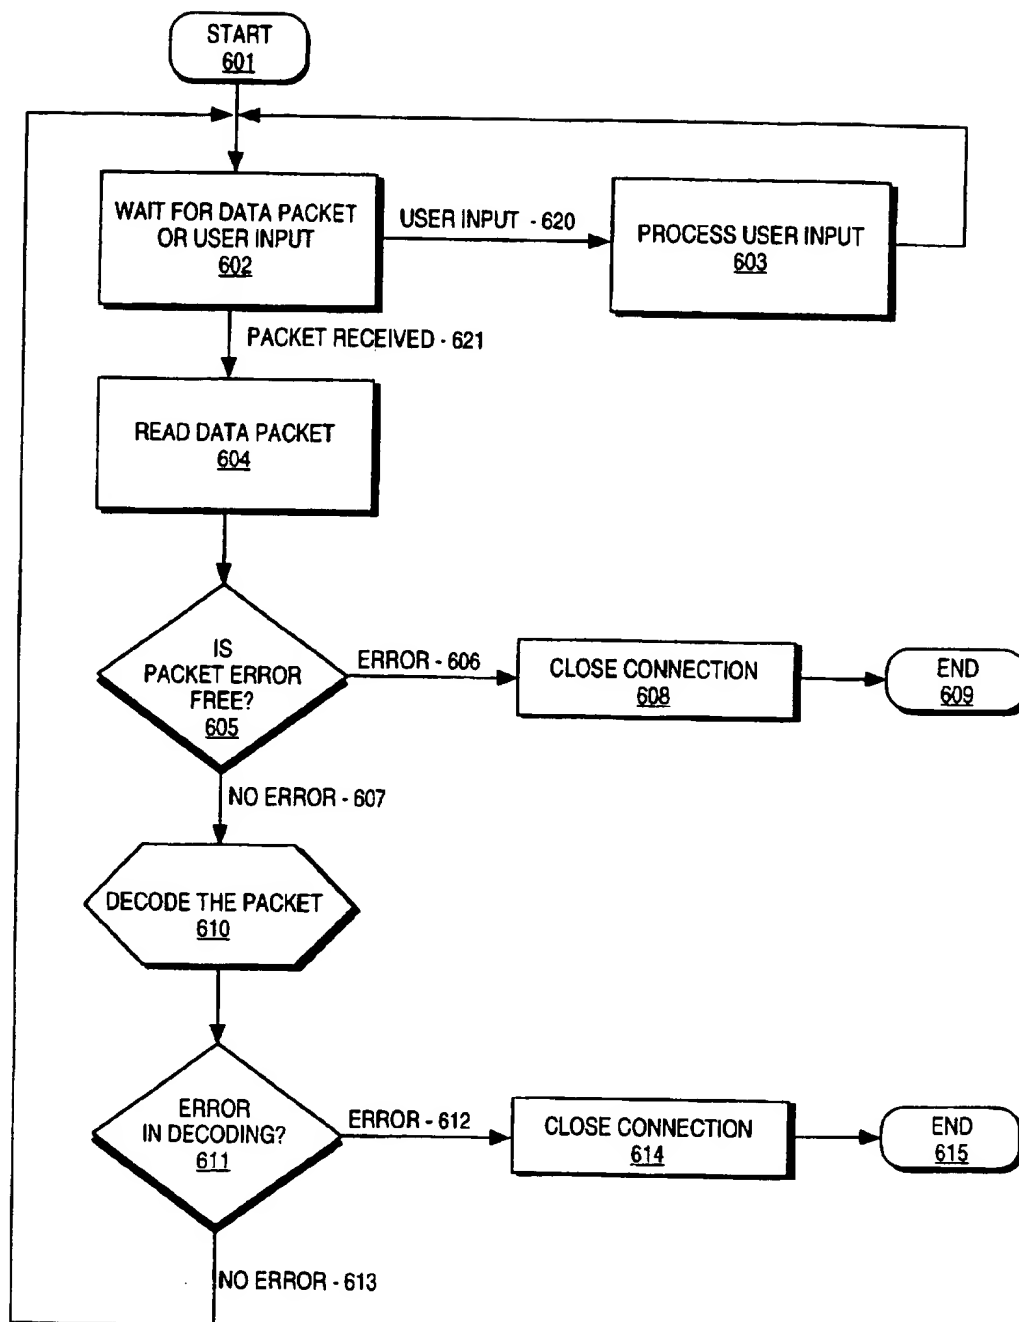 START
601
WAIT FOR DATA PACKET
OR USER INPUT
602
USER INPUT - 620
PROCESS USER INPUT
603
PACKET RECEIVED - 621
READ DATA PACKET
604
IS
PACKET ERROR
FREE?
605
ERROR - 606
CLOSE CONNECTION
608
END
609
NO ERROR - 607
DECODE THE PACKET
610
ERROR
IN DECODING?
611
ERROR - 612
CLOSE CONNECTION
614
END
615
NO ERROR - 613